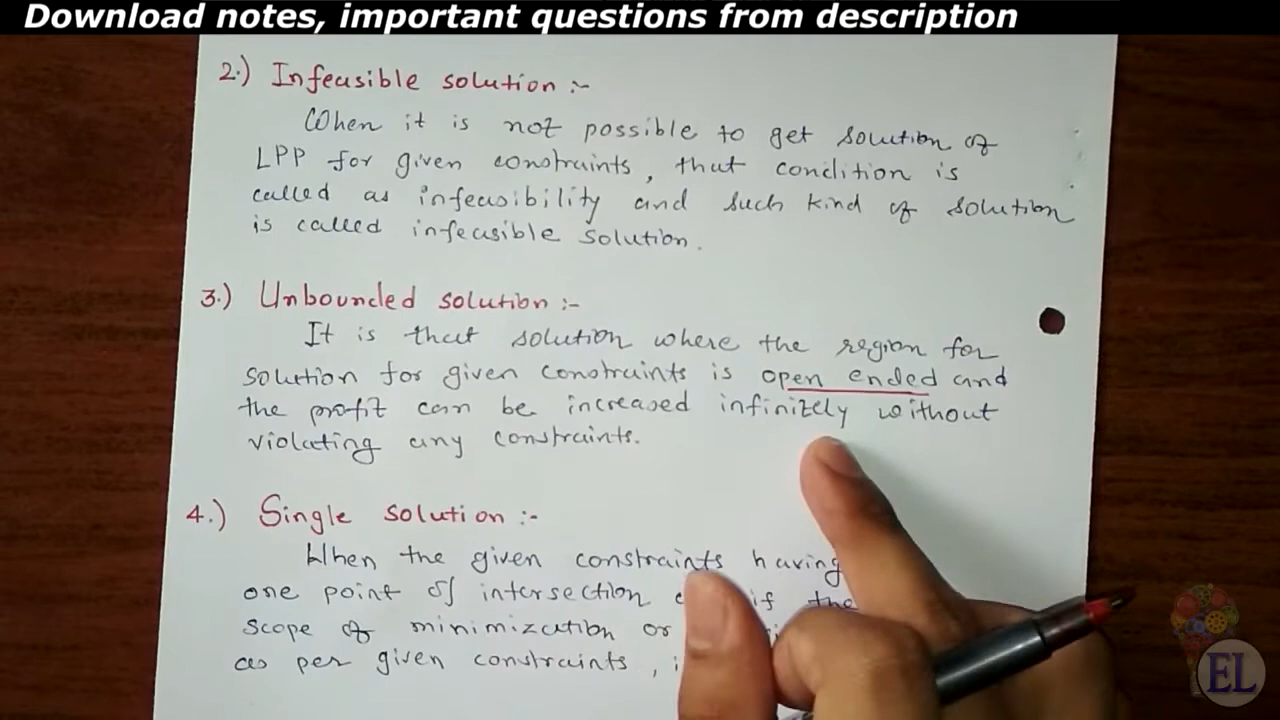 Download notes, important questions from description
2.) Infeasible solution :-
When it is not possible to get solution of
LPP for given constraints, that condition is
called as infeasibility and such kind of solution
is called infeasible solution.
3.) Unbounded solution :-
It is that solution where the region for
solution for given constraints is open ended and
the profit can be increased infinitely without
violating any constraints.
4.) Single solution :-
When the given constraints having
one point of intersection if the
scope of minimization or
as per given constraints,
EL